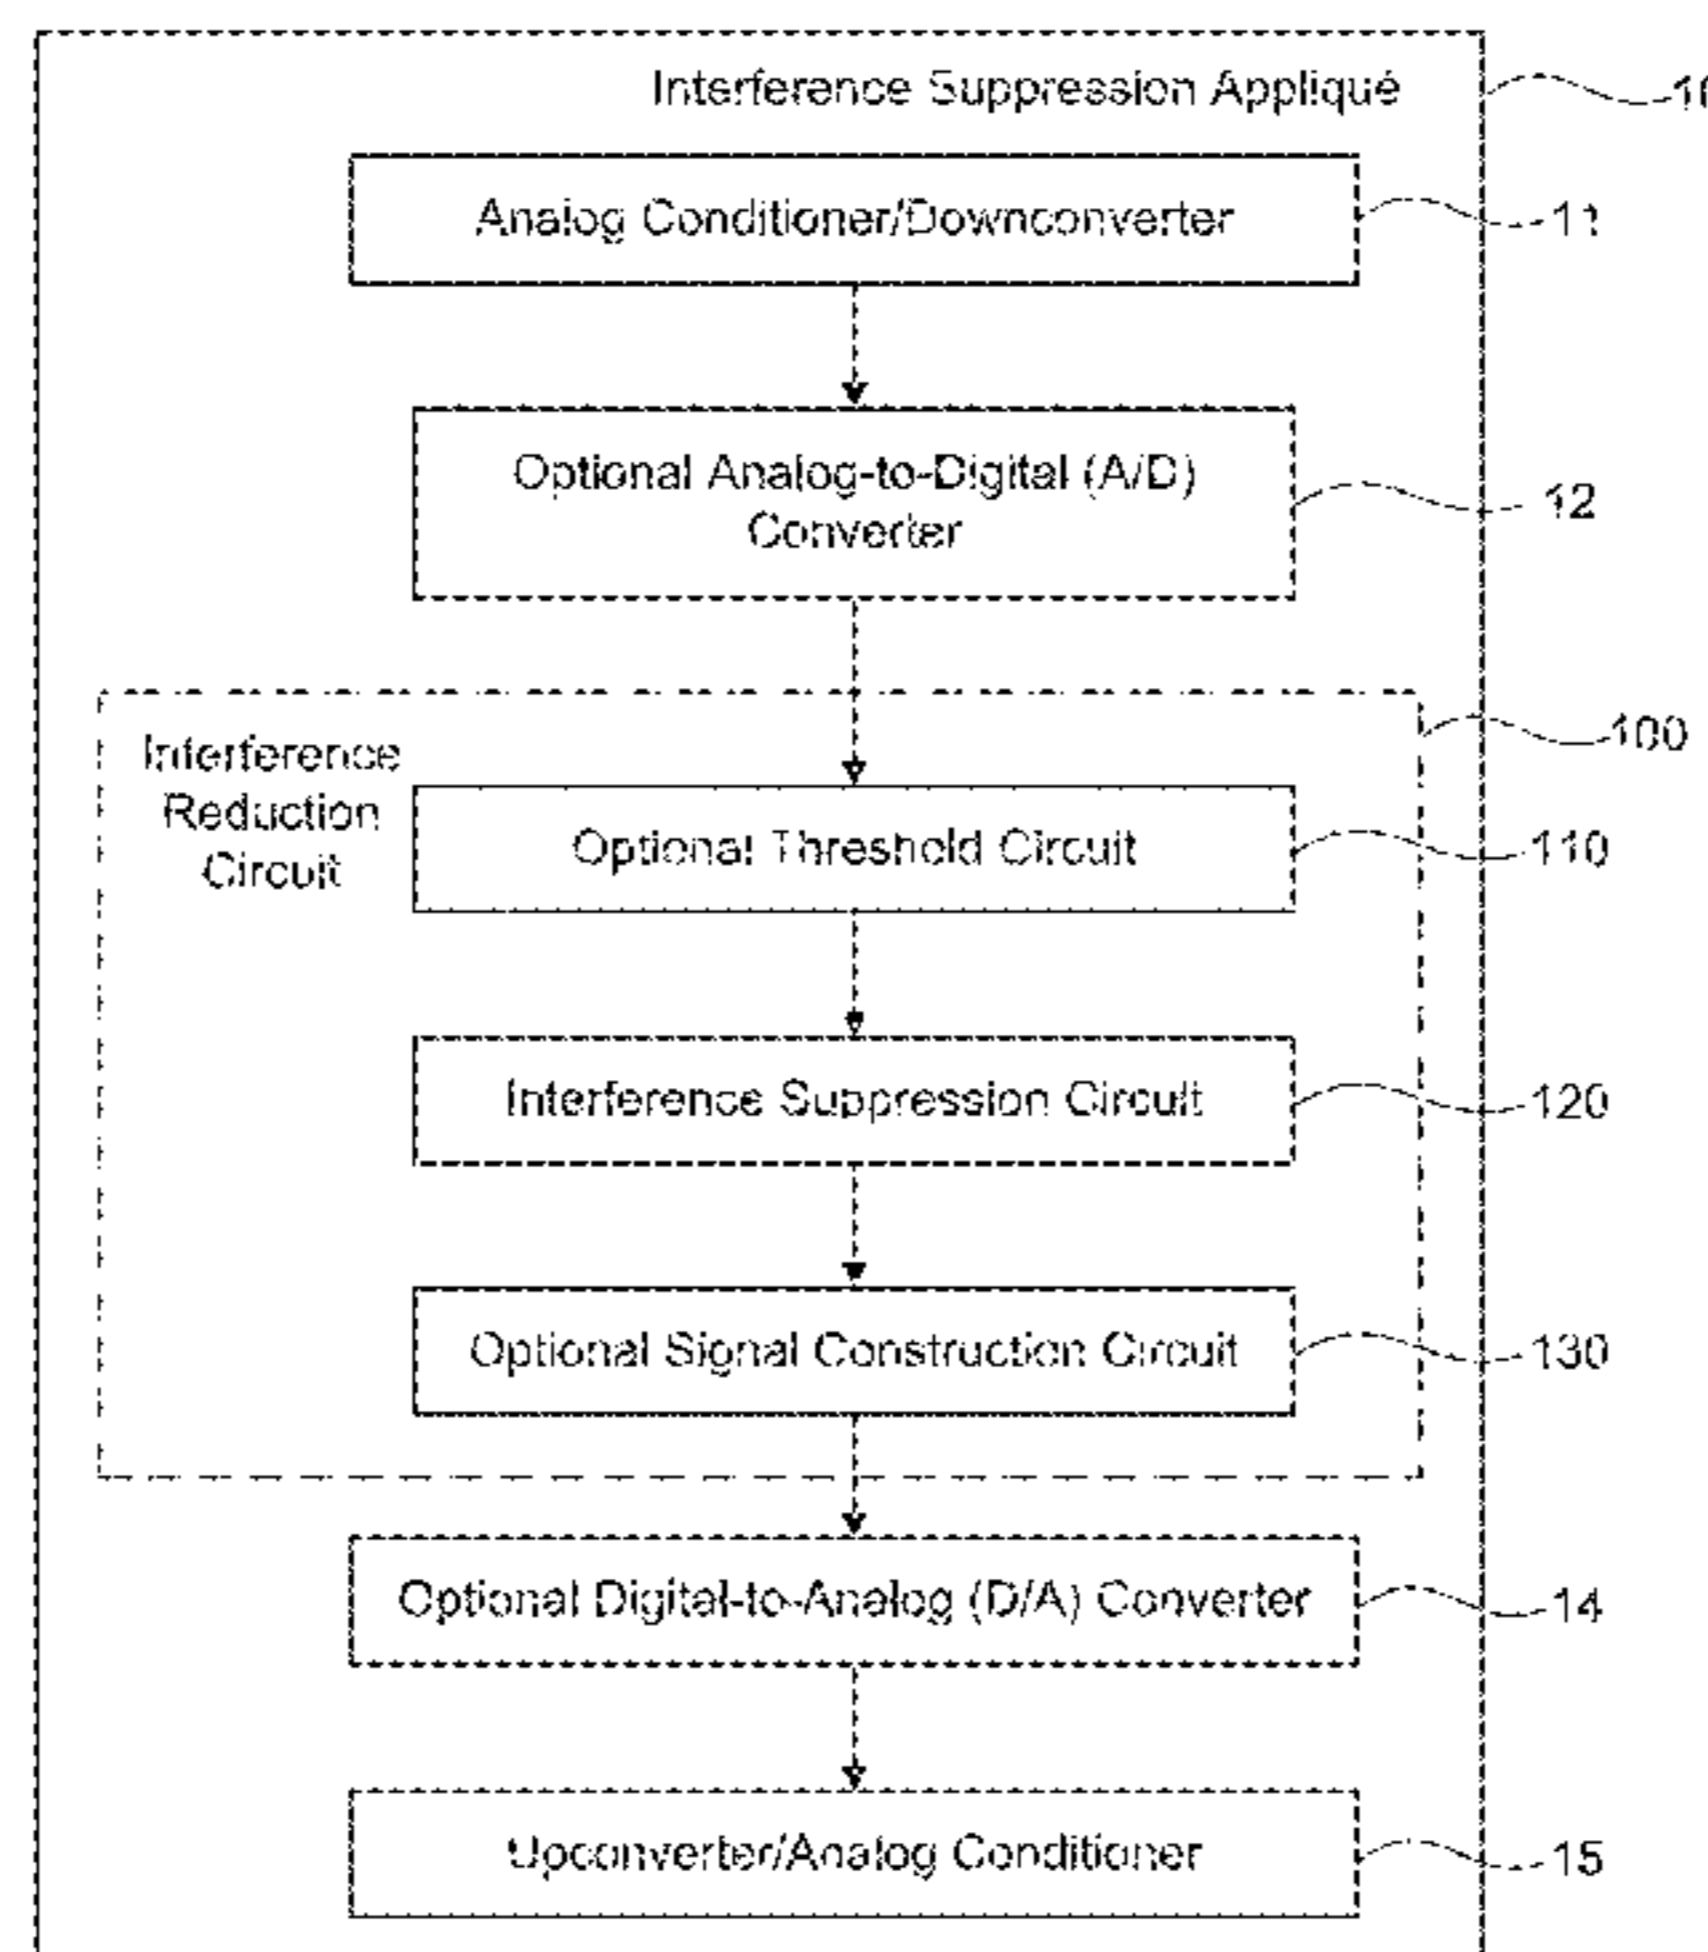 Interference Suppression Appliqué
Analog Conditioner/Downconverter
11
Optional Analog-to-Digital (A/D)
Converter
12
100
Interference
Reduction
Circuit
Optional Threshold Circuit
110
Interference Suppression Circuit
120
Optional Signal Construction Circuit
130
Optional Digital-to-Analog (D/A) Converter
14
Upconverter/Analog Conditioner
15